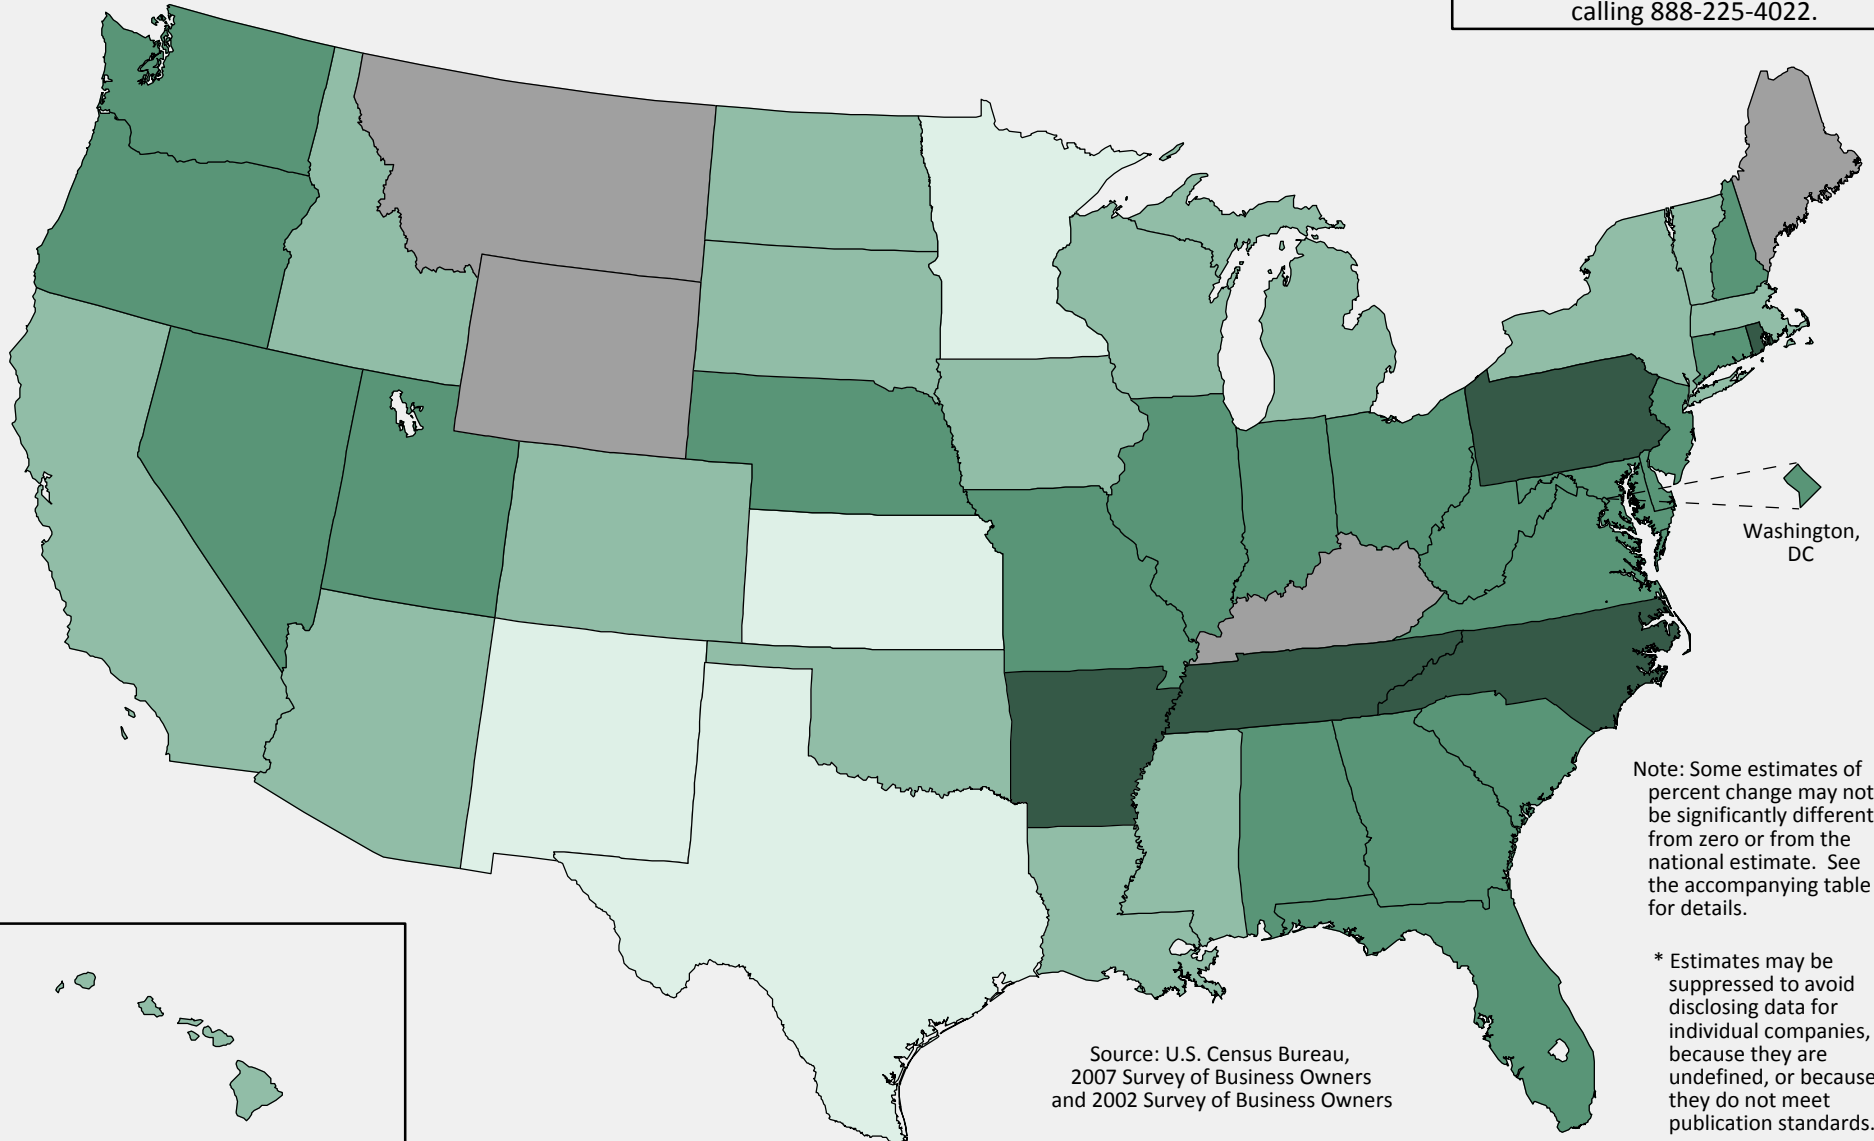 calling 888-225-4022.
Washington,
DC
Note: Some estimates of
percent change may not
be significantly different
from zero or from the
national estimate.  See
the accompanying table
for details.
* Estimates may be
suppressed to avoid
disclosing data for
individual companies,
because they are
undefined, or because
they do not meet
publication standards.
Source: U.S. Census Bureau,
2007 Survey of Business Owners
and 2002 Survey of Business Owners